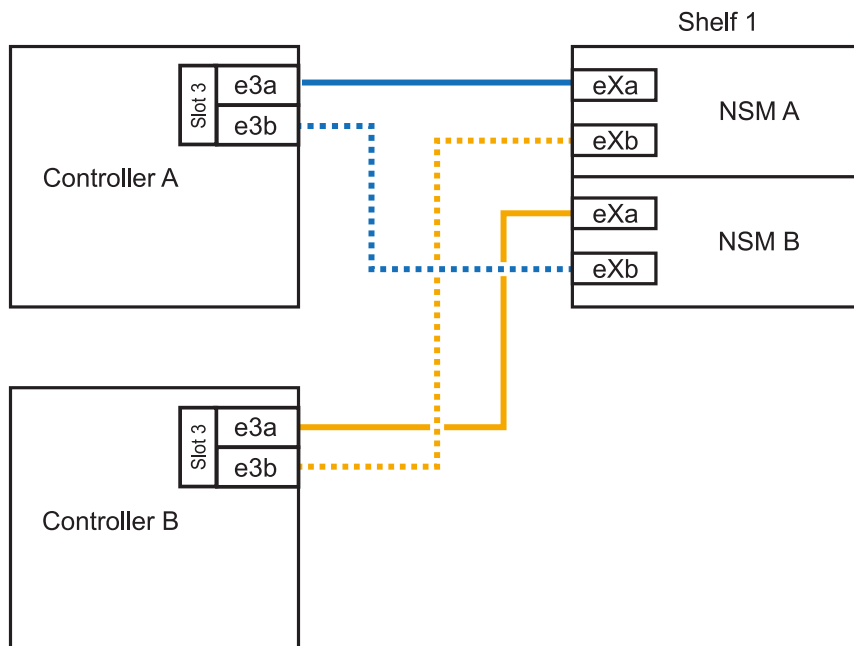 Shelf 1
Slot 3
e3a
e3b
Controller A
eXa
eXb
NSM A
eXa
eXb
NSM B
Slot 3
e3a
e3b
Controller B